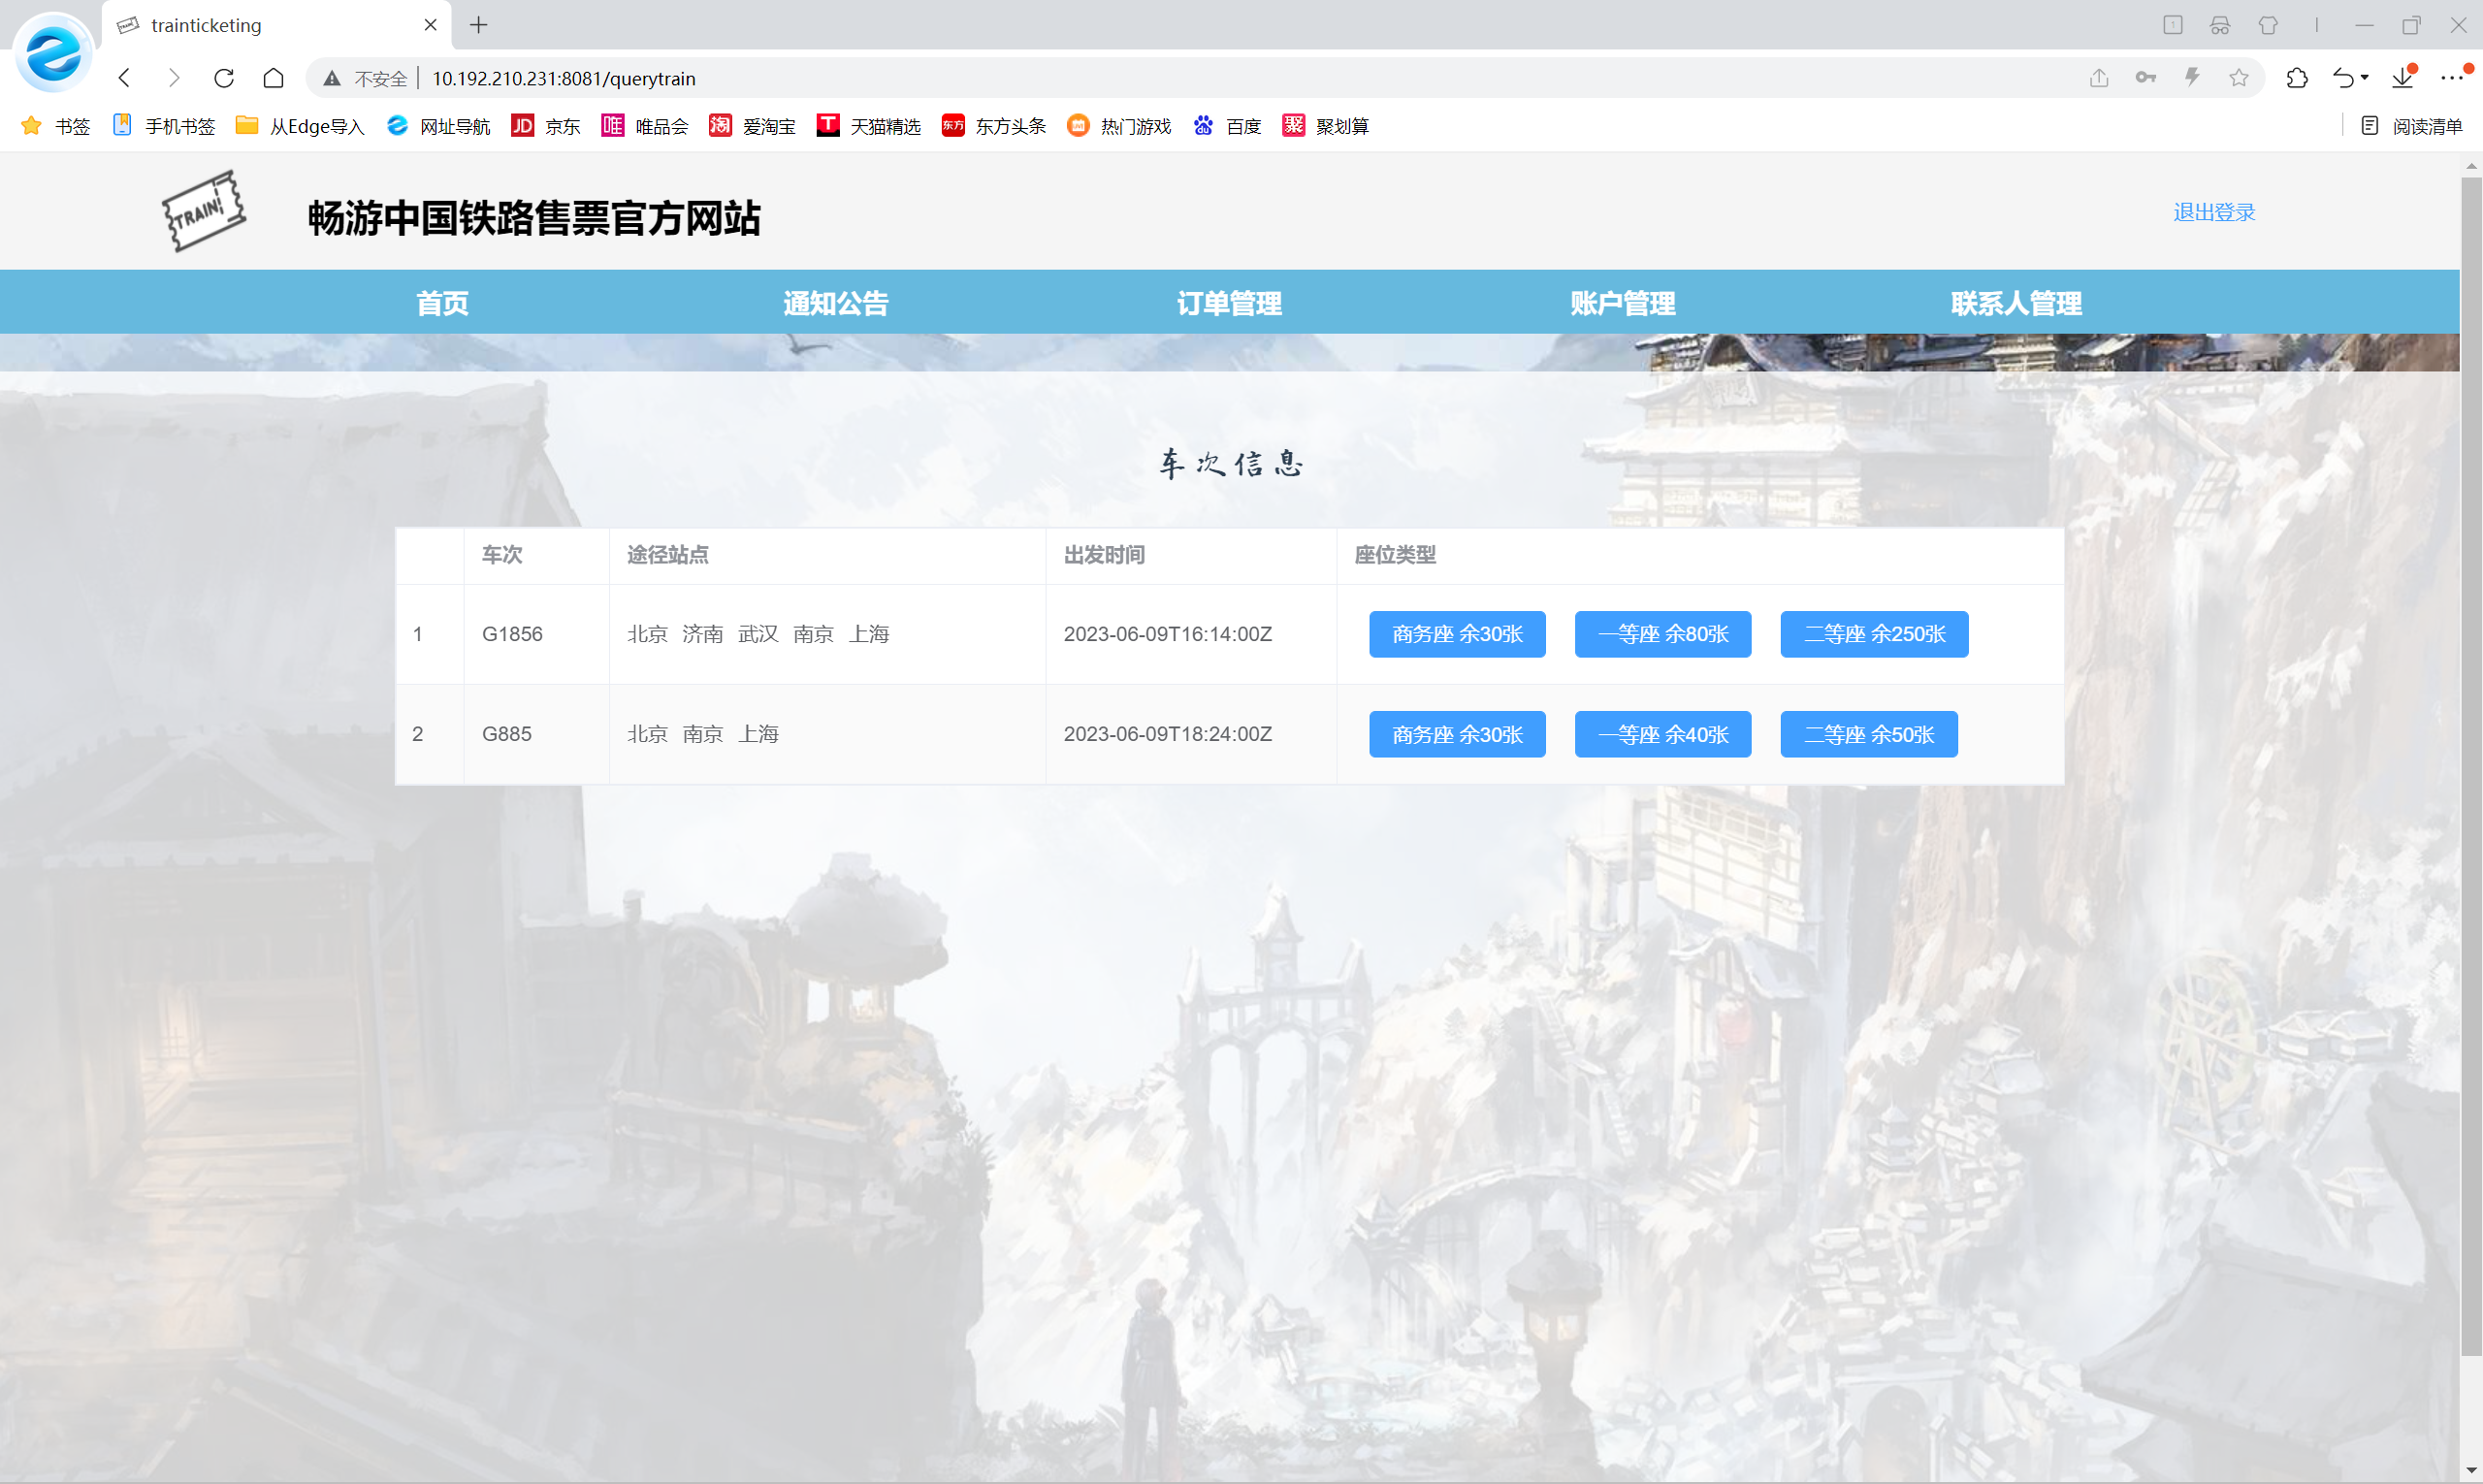 trainticketing
不安全 10.192.210.231:8081/querytrain
书签 手机书签 从Edge导入 网址导航 JD 京东 唯 唯品会 淘 爱淘宝 T 天猫精选 东方 东方头条 热门游戏 du 百度 聚 聚划算 阅读清单
TRAIN! 畅游中国铁路售票官方网站 退出登录
首页 通知公告 订单管理 账户管理 联系人管理
车次信息
车次 途径站点 出发时间 座位类型
1 G1856 北京 济南 武汉 南京 上海 2023-06-09T16:14:00Z 商务座 余30张 一等座 余80张 二等座 余250张
2 G885 北京 南京 上海 2023-06-09T18:24:00Z 商务座 余30张 一等座 余40张 二等座 余50张